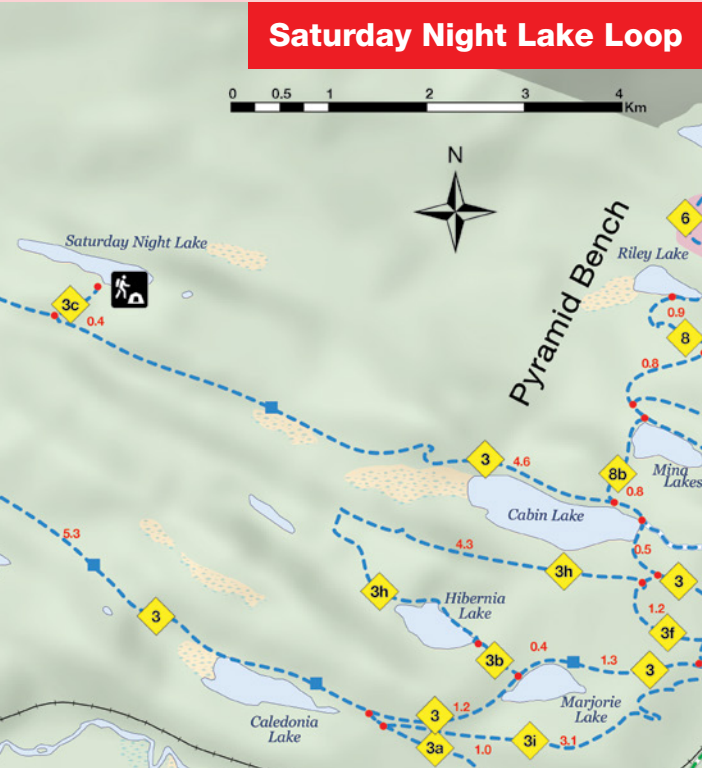 Saturday Night Lake Loop
0 0.5 1 2 3 4 Km
N
6
Saturday Night Lake
Riley Lake
Pyramid Bench
3c
0.4
0.9
8
0.8
3
4.6
8b
0.8
Mina
Lakes
Cabin Lake
5.3
4.3
0.5
3h
3
3h
Hibernia
Lake
1.2
3
3f
0.4
3b
1.3
3
Marjorie
Lake
1.2
3
Caledonia
Lake
3a
1.0
3i
3.1